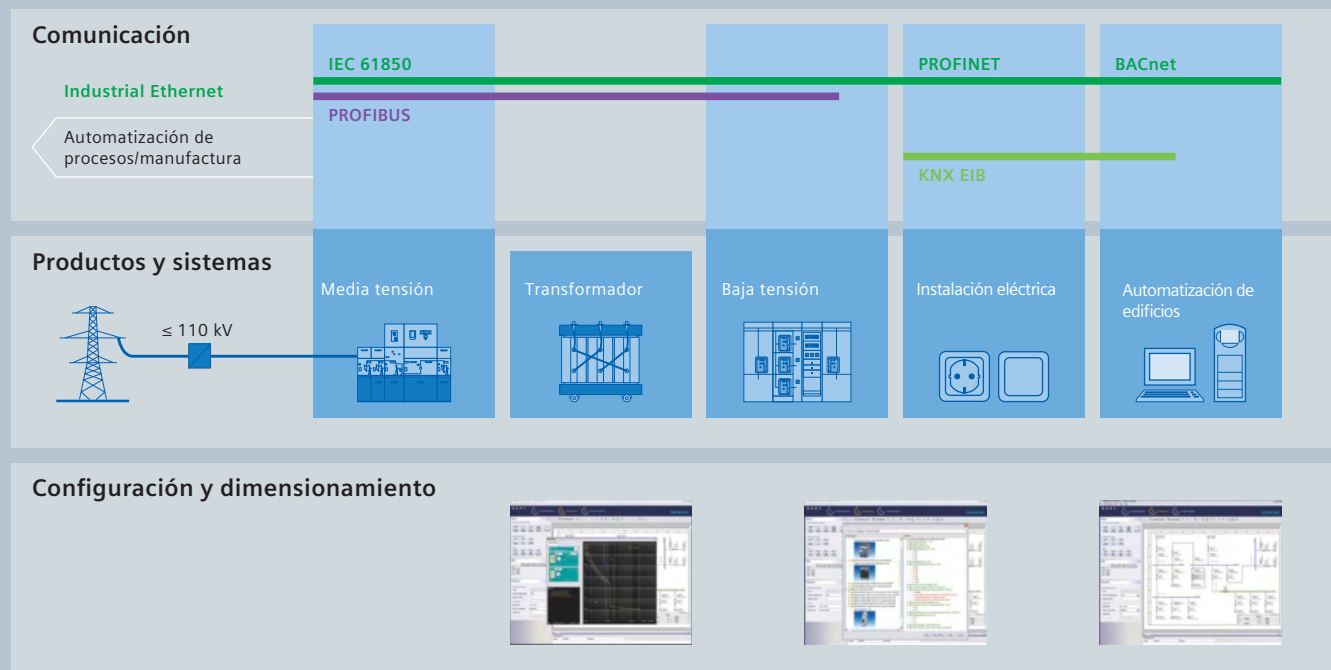 Comunicación
IEC 61850
PROFINET
BACnet
Industrial Ethernet
PROFIBUS
Automatización de
procesos/manufactura
KNX EIB
Productos y sistemas
Media tensión
Transformador
Baja tensión
Instalación eléctrica
Automatización de
edificios
≤ 110 kV
Configuración y dimensionamiento